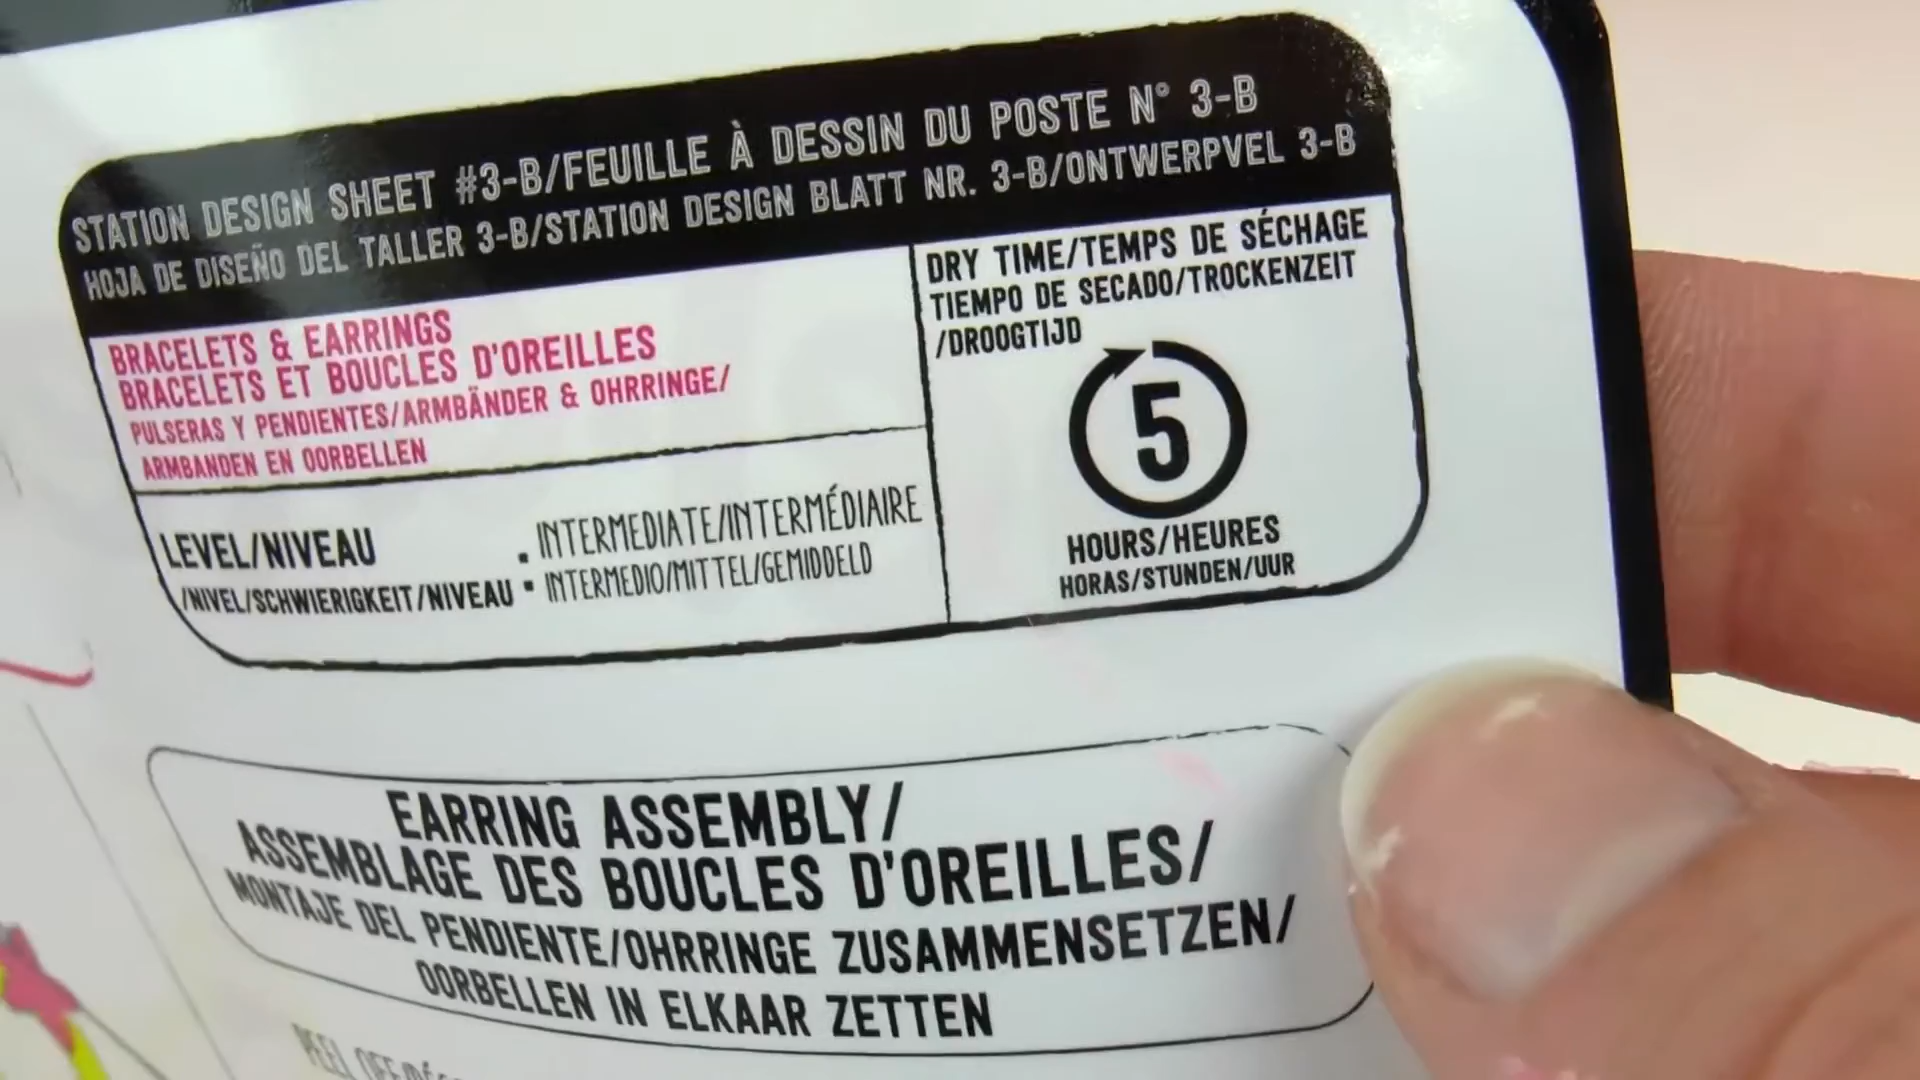 STATION DESIGN SHEET #3-B/FEUILLE À DESSIN DU POSTE N° 3-B
HOJA DE DISEÑO DEL TALLER 3-B/STATION DESIGN BLATT NR. 3-B/ONTWERPVEL 3-B
BRACELETS & EARRINGS
BRACELETS ET BOUCLES D'OREILLES
PULSERAS Y PENDIENTES/ARMBÄNDER & OHRRINGE/
ARMBANDEN EN OORBELLEN
LEVEL/NIVEAU
/NIVEL/SCHWIERIGKEIT/NIVEAU
: INTERMEDIATE/INTERMÉDIAIRE
INTERMEDIO/MITTEL/GEMIDDELD
DRY TIME/TEMPS DE SÉCHAGE
TIEMPO DE SECADO/TROCKENZEIT
/DROOGTIJD
5
HOURS/HEURES
HORAS/STUNDEN/UUR
EARRING ASSEMBLY/
ASSEMBLAGE DES BOUCLES D'OREILLES/
MONTAJE DEL PENDIENTE/OHRRINGE ZUSAMMENSETZEN/
OORBELLEN IN ELKAAR ZETTEN
PEEL OFF